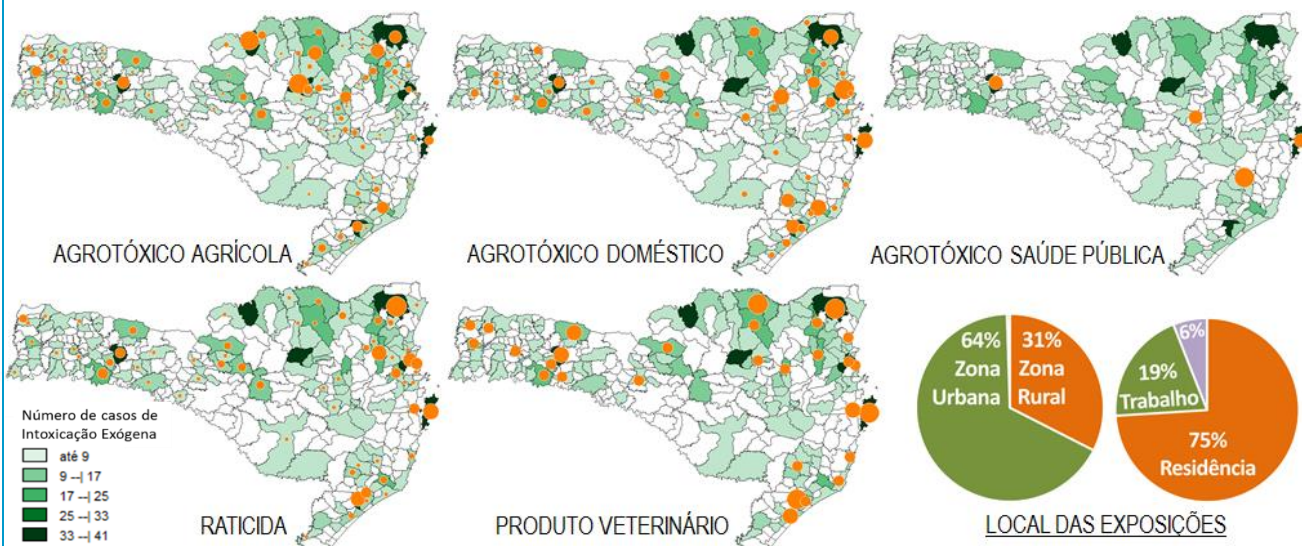 AGROTÓXICO AGRÍCOLA
AGROTÓXICO DOMÉSTICO
AGROTÓXICO SAÚDE PÚBLICA
Número de casos de
Intoxicação Exógena
até 9
9 --| 17
17 --| 25
25 --| 33
33 --| 41
RATICIDA
PRODUTO VETERINÁRIO
64%
Zona
Urbana
31%
Zona
Rural
6%
19%
Trabalho
75%
Residência
LOCAL DAS EXPOSIÇÕES